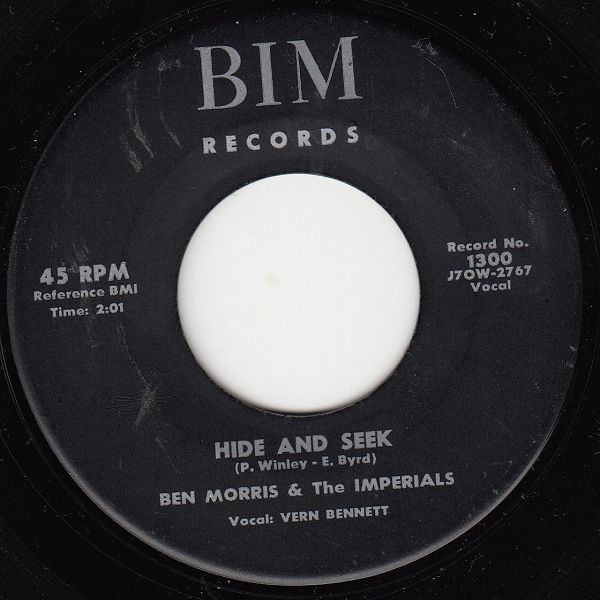 BIM
RECORDS
45 RPM
Reference BMI
Time: 2:01
Record No.
1300
J7OW-2767
Vocal
HIDE AND SEEK
(P. Winley - E. Byrd)
BEN MORRIS & The IMPERIALS
Vocal: VERN BENNETT